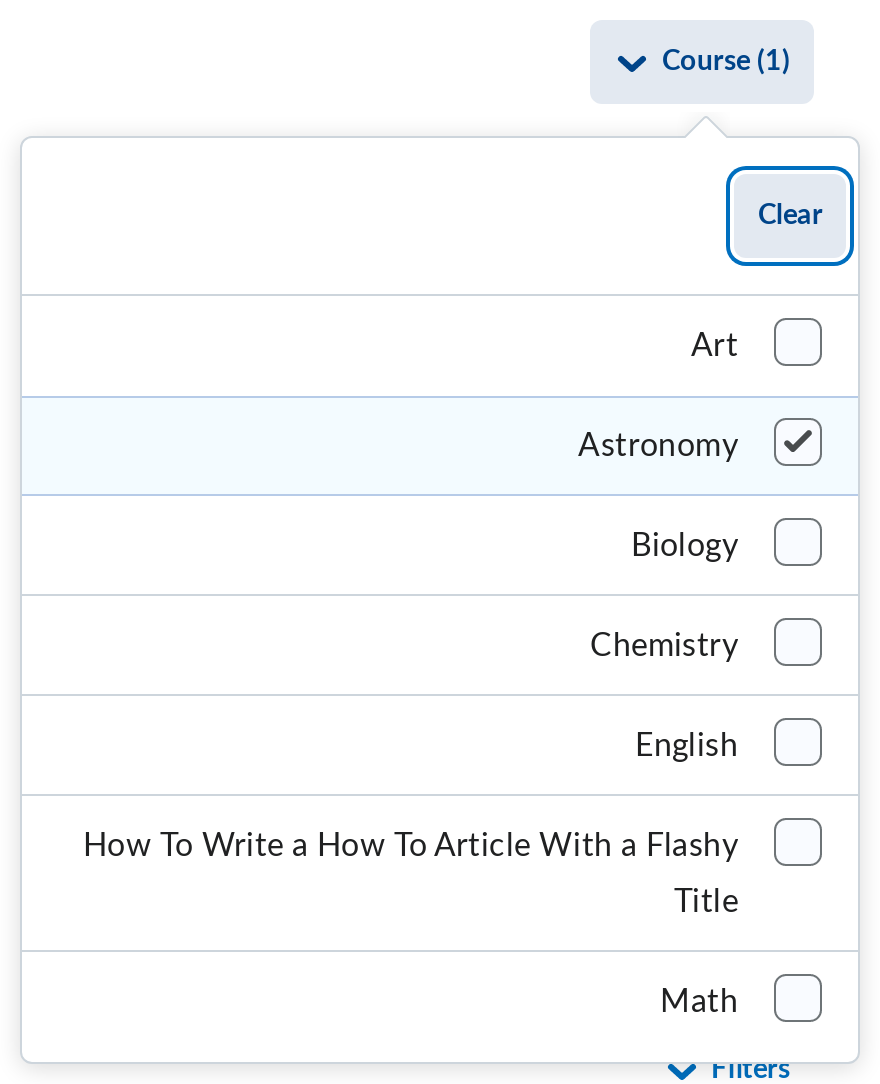 Course (1)
Clear
Art
Astronomy
Biology
Chemistry
English
How To Write a How To Article With a Flashy
Title
Math
Filters